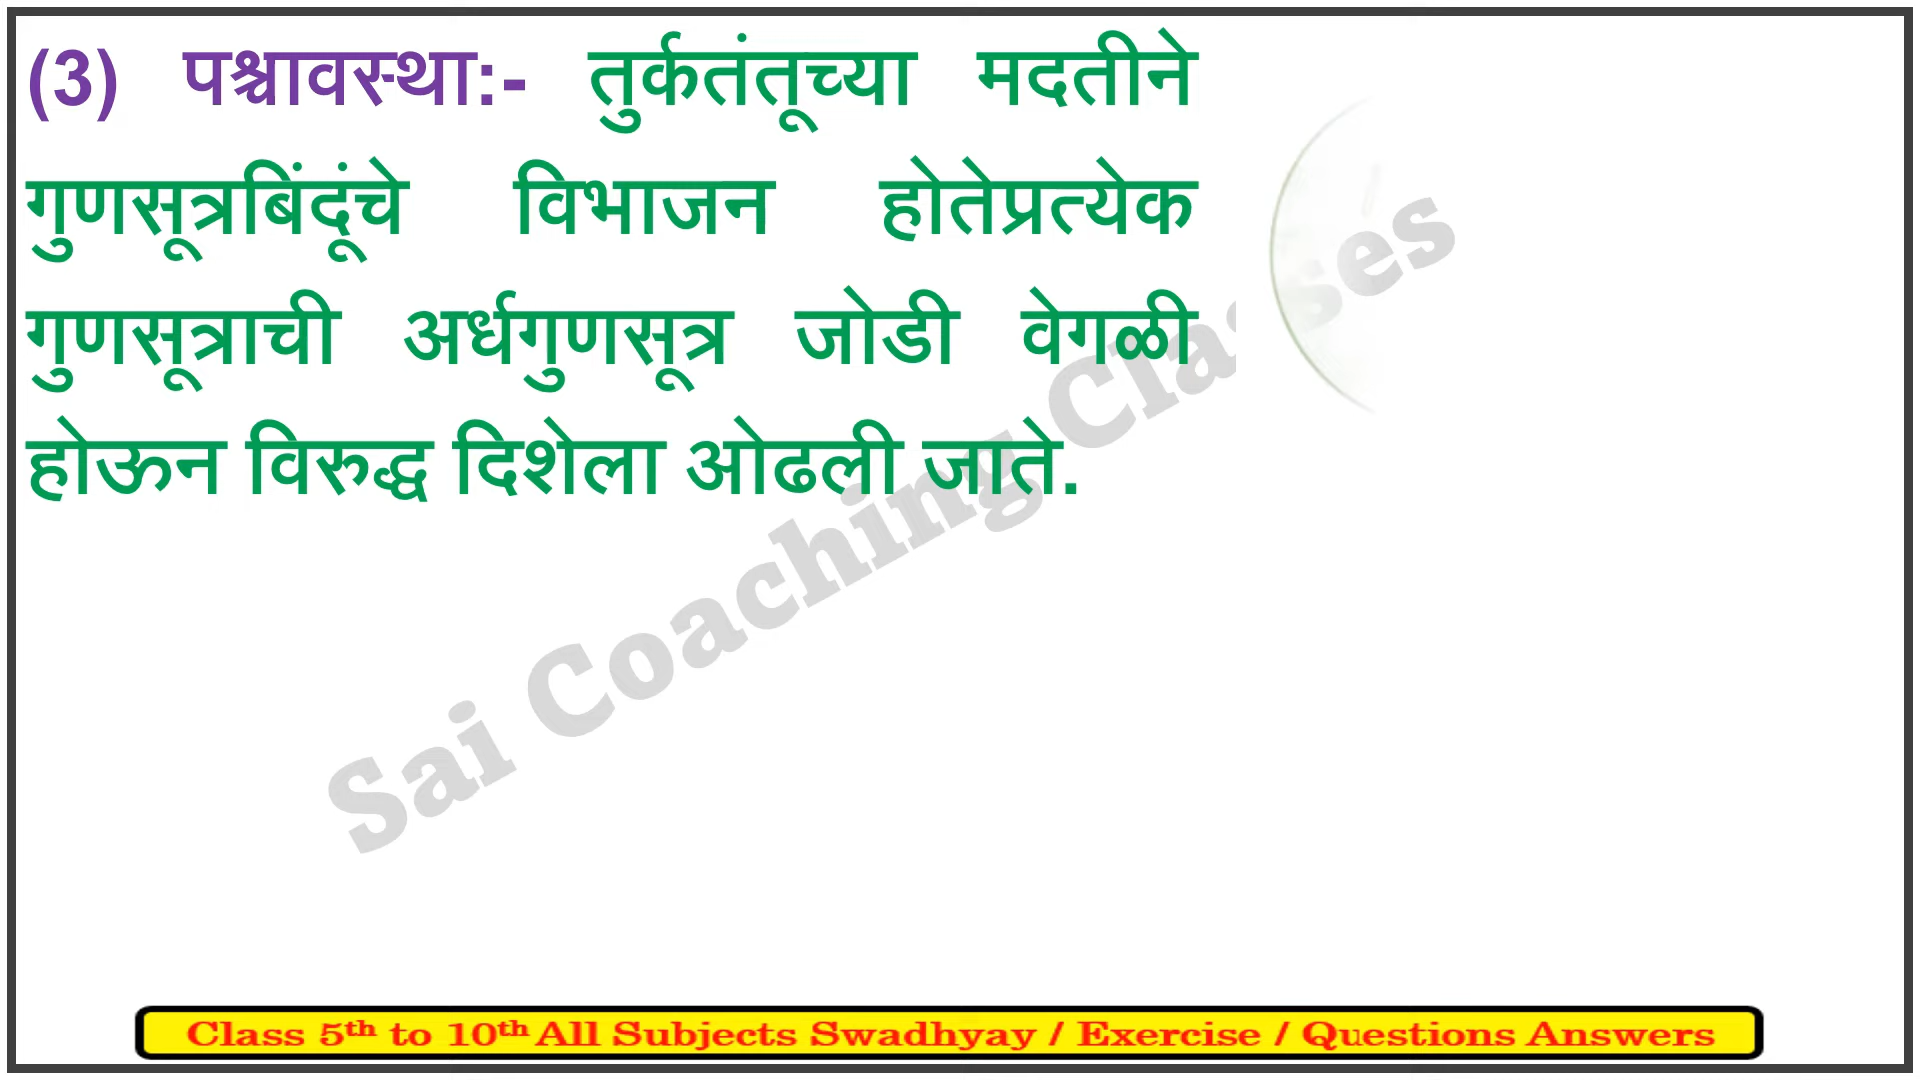 (3) पश्चावस्था:- तुर्कतंतूच्या मदतीने
गुणसूत्रबिंदूंचे विभाजन होतेप्रत्येक
गुणसूत्राची अर्धगुणसूत्र जोडी वेगळी
होऊन विरुद्ध दिशेला ओढली जाते.
Sai Coaching Classes
Class 5th to 10th All Subjects Swadhyay / Exercise / Questions Answers